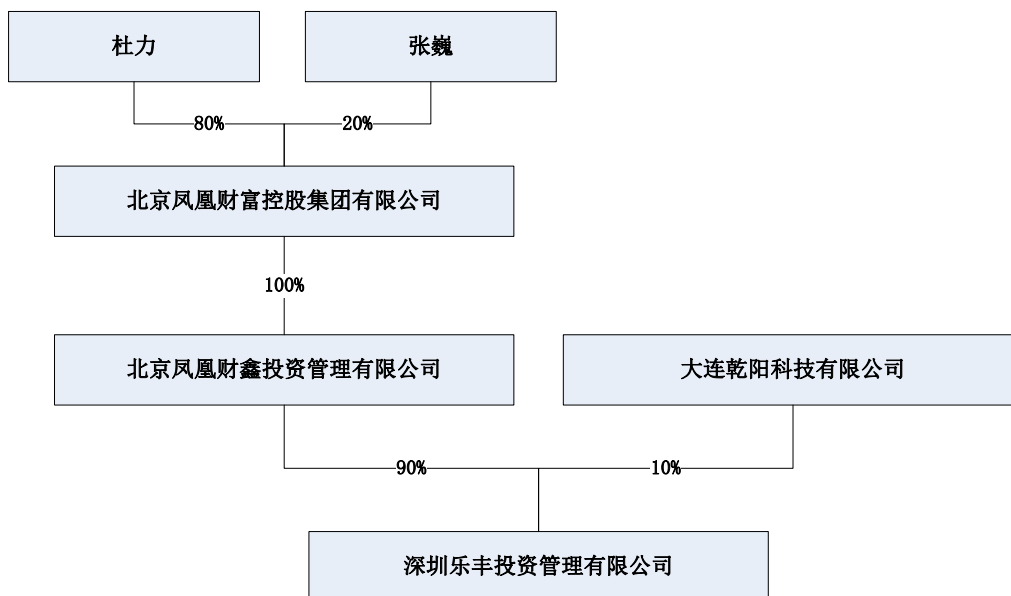 杜力
张巍
80%
20%
北京凤凰财富控股集团有限公司
100%
北京凤凰财鑫投资管理有限公司
大连乾阳科技有限公司
90%
10%
深圳乐丰投资管理有限公司